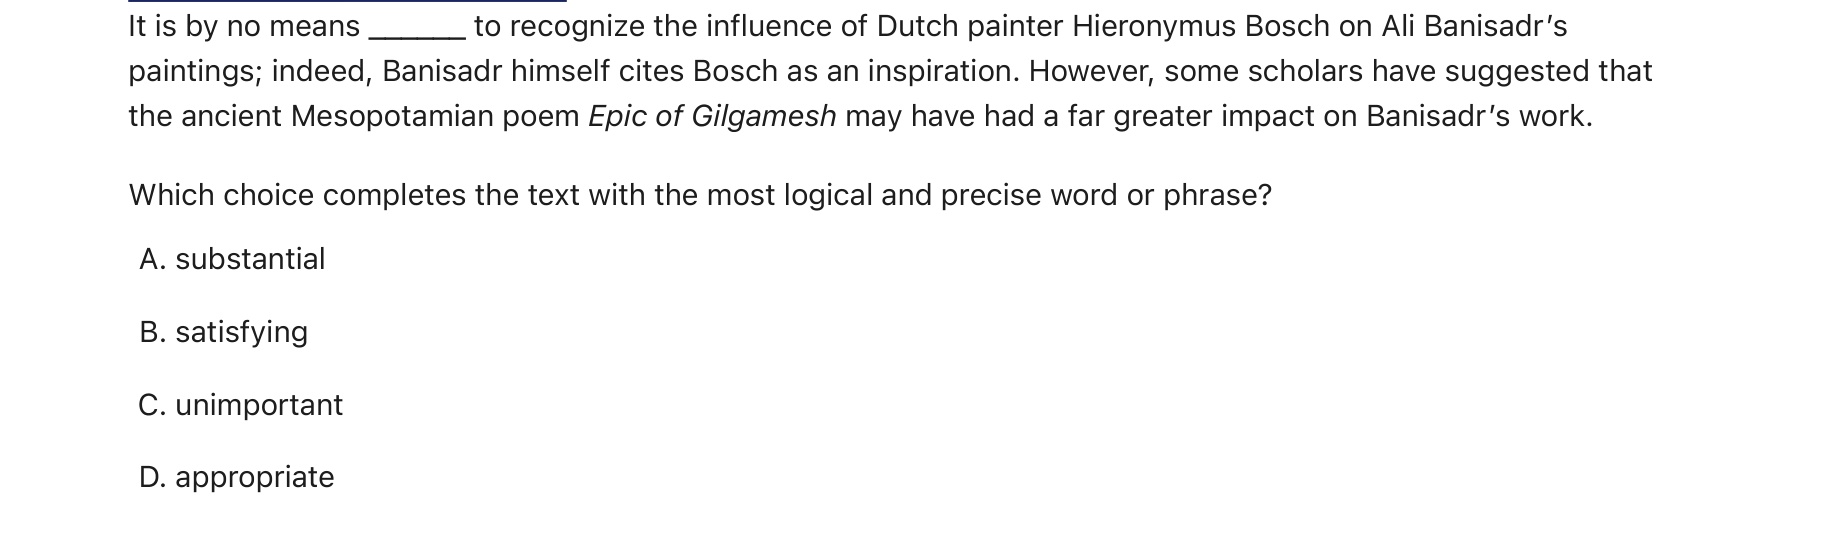 It is by no means ______ to recognize the influence of Dutch painter Hieronymus Bosch on Ali Banisadr’s
paintings; indeed, Banisadr himself cites Bosch as an inspiration. However, some scholars have suggested that
the ancient Mesopotamian poem Epic of Gilgamesh may have had a far greater impact on Banisadr’s work.
Which choice completes the text with the most logical and precise word or phrase?
A. substantial
B. satisfying
C. unimportant
D. appropriate